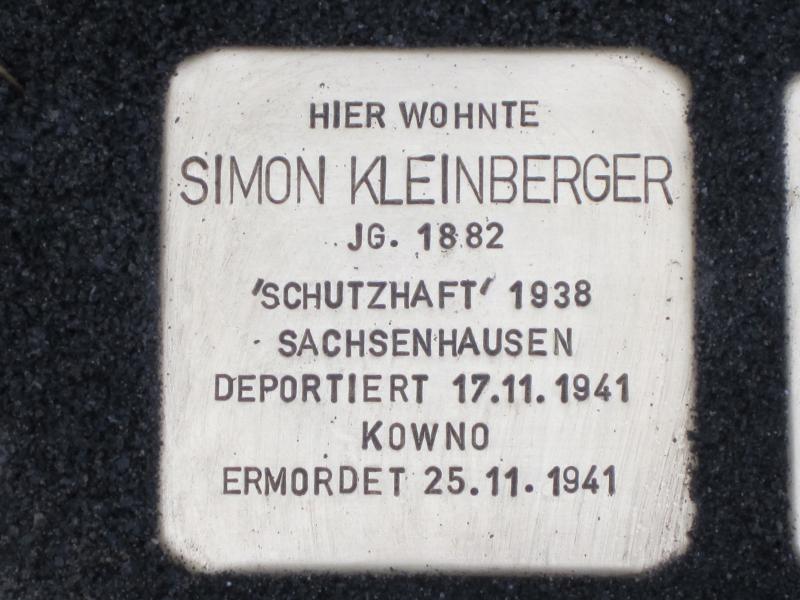 HIER WOHNTE
SIMON KLEINBERGER
JG. 1882
'SCHUTZHAFT' 1938
SACHSENHAUSEN
DEPORTIERT 17.11.1941
KOWNO
ERMORDET 25.11.1941